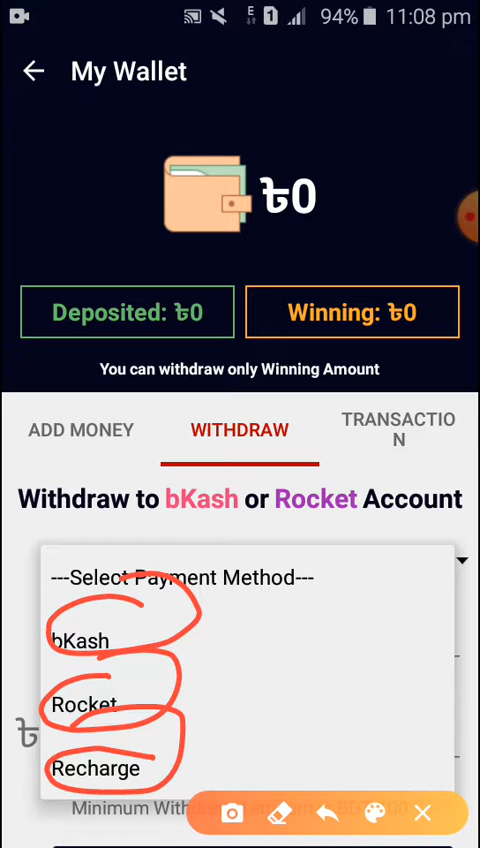 E 1 94% 11:08 pm
My Wallet
৳0
Deposited: ৳0 Winning: ৳0
You can withdraw only Winning Amount
ADD MONEY WITHDRAW TRANSACTIO
N
Withdraw to bKash or Rocket Account
---Select Payment Method---
bKash
Rocket
৳
Recharge
Minimum